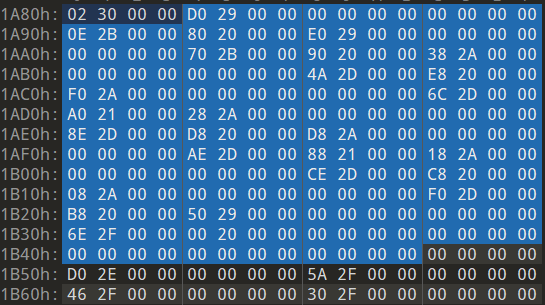 1A80h: 02 30 00 00 D0 29 00 00 00 00 00 00 00 00 00 00
1A90h: 0E 2B 00 00 80 20 00 00 E0 29 00 00 00 00 00 00
1AA0h: 00 00 00 00 70 2B 00 00 90 20 00 00 38 2A 00 00
1AB0h: 00 00 00 00 00 00 00 00 4A 2D 00 00 E8 20 00 00
1AC0h: F0 2A 00 00 00 00 00 00 00 00 00 00 6C 2D 00 00
1AD0h: A0 21 00 00 28 2A 00 00 00 00 00 00 00 00 00 00
1AE0h: 8E 2D 00 00 D8 20 00 00 D8 2A 00 00 00 00 00 00
1AF0h: 00 00 00 00 AE 2D 00 00 88 21 00 00 18 2A 00 00
1B00h: 00 00 00 00 00 00 00 00 CE 2D 00 00 C8 20 00 00
1B10h: 08 2A 00 00 00 00 00 00 00 00 00 00 F0 2D 00 00
1B20h: B8 20 00 00 50 29 00 00 00 00 00 00 00 00 00 00
1B30h: 6E 2F 00 00 00 20 00 00 00 00 00 00 00 00 00 00
1B40h: 00 00 00 00 00 00 00 00 00 00 00 00 00 00 00 00
1B50h: D0 2E 00 00 00 00 00 00 5A 2F 00 00 00 00 00 00
1B60h: 46 2F 00 00 00 00 00 00 30 2F 00 00 00 00 00 00